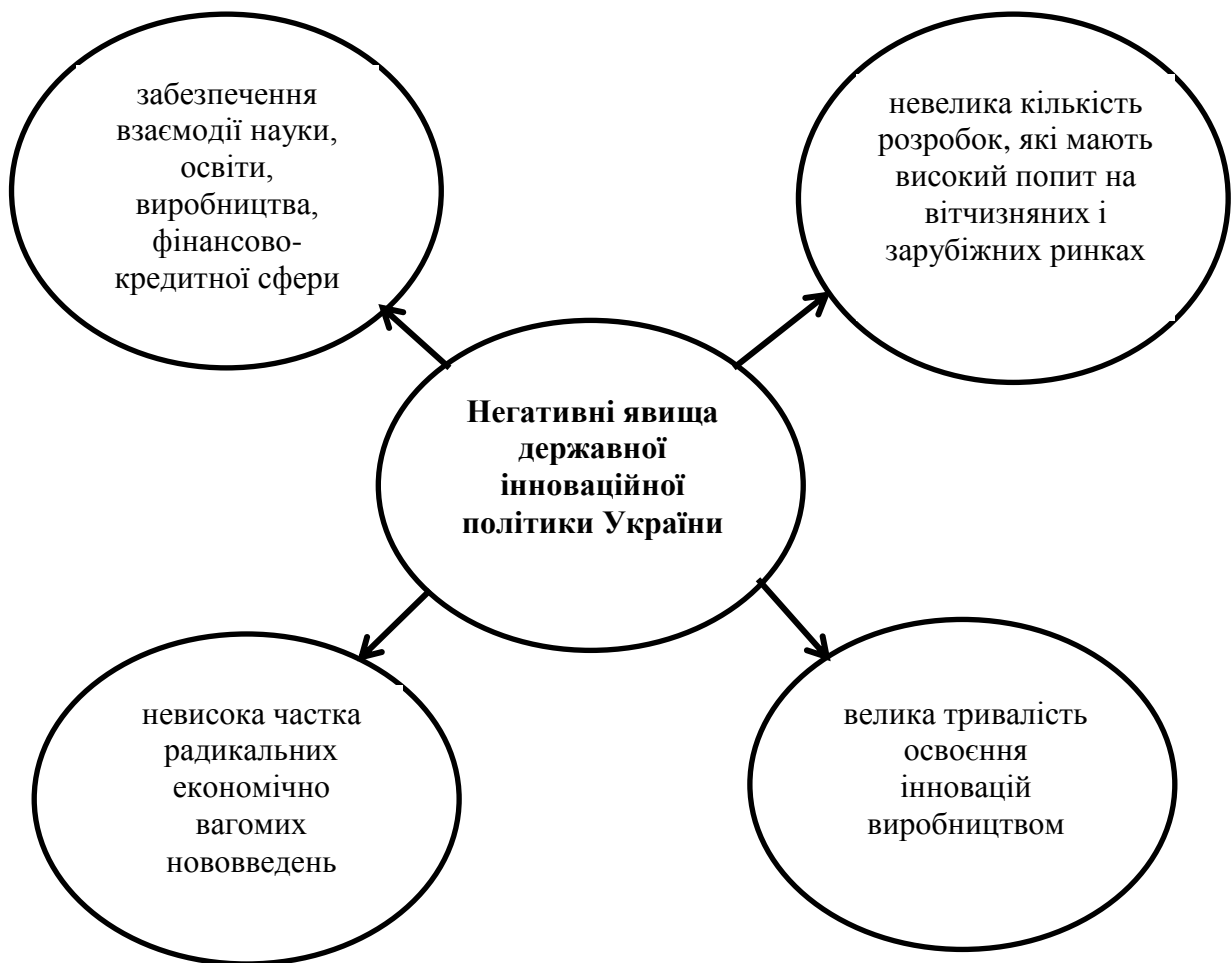 забезпечення
взаємодії науки,
освіти,
виробництва,
фінансово-
кредитної сфери
невелика кількість
розробок, які мають
високий попит на
вітчизняних і
зарубіжних ринках
Негативні явища
державної
інноваційної
політики України
невисока частка
радикальних
економічно
вагомих
нововведень
велика тривалість
освоєння
інновацій
виробництвом